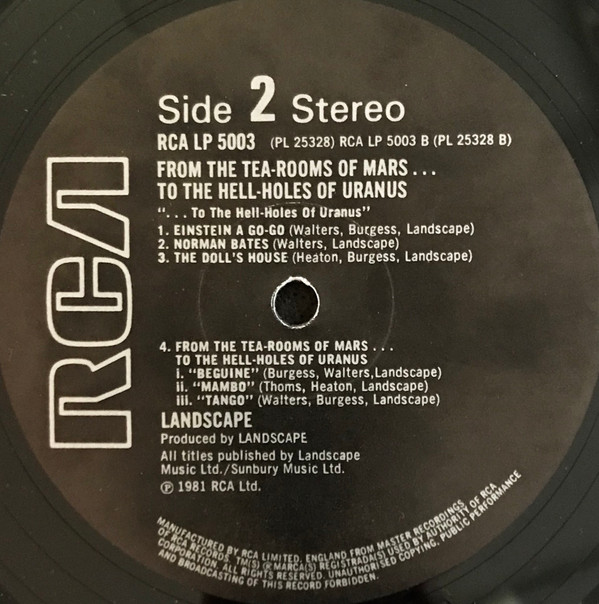 RCA
Side 2 Stereo
RCA LP 5003 (PL 25328) RCA LP 5003 B (PL 25328 B)
FROM THE TEA-ROOMS OF MARS...
TO THE HELL-HOLES OF URANUS
"...To The Hell-Holes Of Uranus"
1. EINSTEIN A GO-GO (Walters, Burgess, Landscape)
2. NORMAN BATES (Walters, Landscape)
3. THE DOLL'S HOUSE (Heaton, Burgess, Landscape)
4. FROM THE TEA-ROOMS OF MARS...
TO THE HELL-HOLES OF URANUS
i. "BEGUINE" (Burgess, Walters,Landscape)
ii. "MAMBO" (Thoms, Heaton, Landscape)
iii. "TANGO" (Walters, Burgess, Landscape)
LANDSCAPE
Produced by LANDSCAPE
All titles published by Landscape
Music Ltd./Sunbury Music Ltd.
℗ 1981 RCA Ltd.
MANUFACTURED BY RCA LIMITED, ENGLAND, FROM MASTER RECORDINGS
OF RCA RECORDS. TM(S) ® MARCA(S) REGISTRADA(S) USED BY AUTHORITY OF RCA
CORPORATION. ALL RIGHTS RESERVED. UNAUTHORISED COPYING, PUBLIC PERFORMANCE
AND BROADCASTING OF THIS RECORD FORBIDDEN.